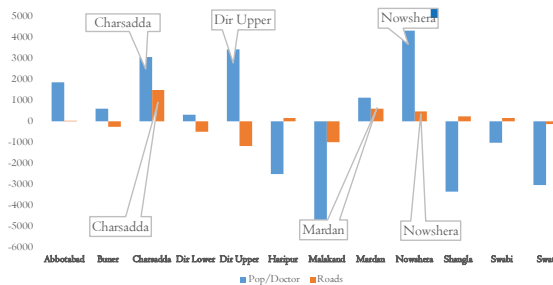 5000
4000
3000
2000
1000
0
-1000
-2000
-3000
-4000
-5000
-6000
Charsadda
Dir Upper
Nowshera
Charsadda
Mardan
Nowshera
Abbotabad Buner Charsadda Dir Lower Dir Upper Haripur Malakand Mardan Nowshera Shangla Swabi Swat
Pop/Doctor Roads